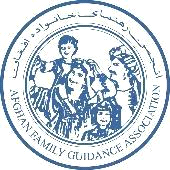 انجمن رهنمای خانواده افغان
AFGHAN FAMILY GUIDANCE ASSOCIATION